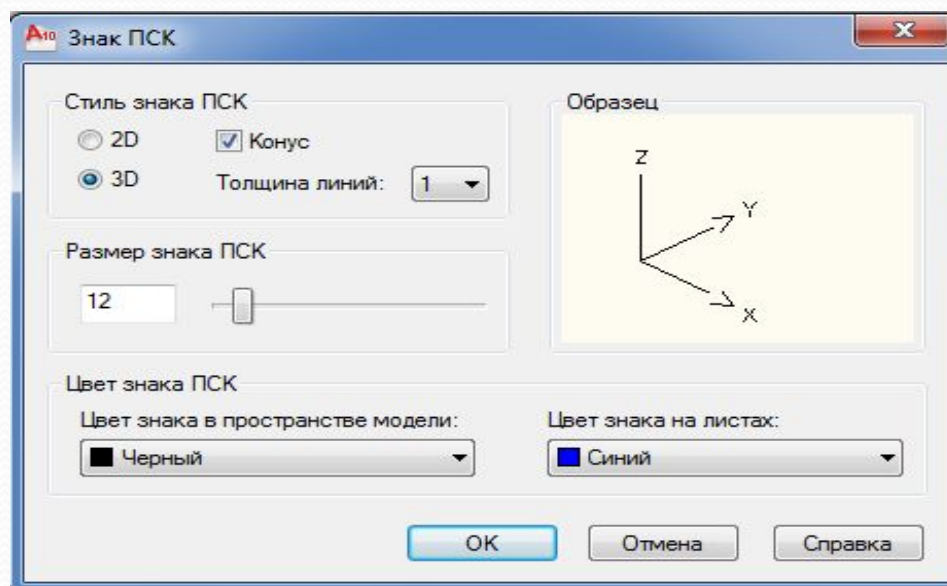 A10 Знак ПСК
Стиль знака ПСК
2D
Конус
3D
Толщина линий: 1
Образец
Z
Y
X
Размер знака ПСК
12
Цвет знака ПСК
Цвет знака в пространстве модели:
Черный
Цвет знака на листах:
Синий
OK Отмена Справка